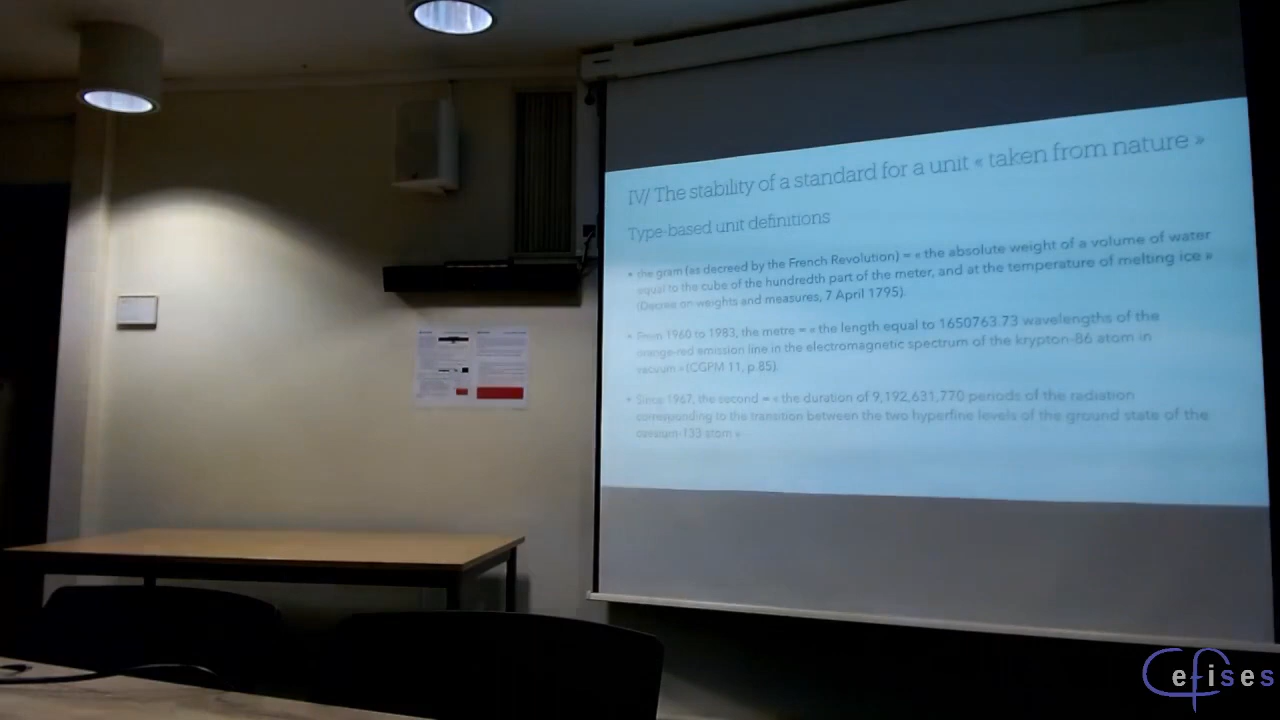 IV/ The stability of a standard for a unit « taken from nature »
Type-based unit definitions
• the gram (as decreed by the French Revolution) = « the absolute weight of a volume of water
equal to the cube of the hundredth part of the meter, and at the temperature of melting ice »
(Decree on weights and measures, 7 April 1795).
• From 1960 to 1983, the metre = « the length equal to 1650763.73 wavelengths of the
orange-red emission line in the electromagnetic spectrum of the krypton-86 atom in
vacuum » (CGPM 11, p.85).
• Since 1967, the second = « the duration of 9,192,631,770 periods of the radiation
corresponding to the transition between the two hyperfine levels of the ground state of the
caesium-133 atom »
Cefises